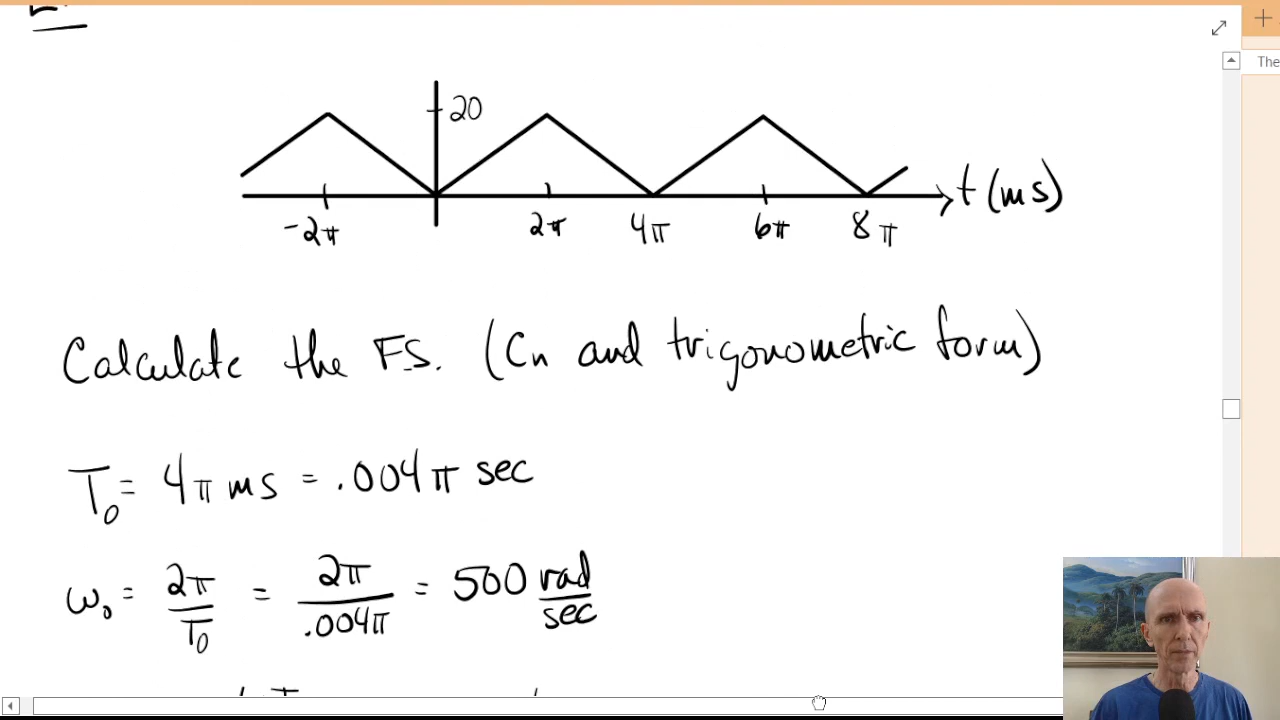 20
t (ms)
-2π 2π 4π 6π 8π
Calculate the F.S. (Cn and trigonometric form)
T₀ = 4π ms = .004π sec
ω₀ = 2π/T₀ = 2π/.004π = 500 rad/sec
The